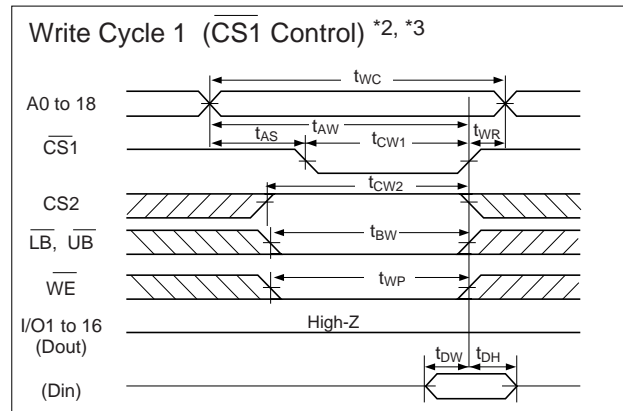 Write Cycle 1 (CS1 Control) *2, *3
tWC
A0 to 18
tAS tAW tCW1 tWR
CS1
tCW2
CS2
tBW
LB, UB
tWP
WE
I/O1 to 16
(Dout)
High-Z
tDW tDH
(Din)